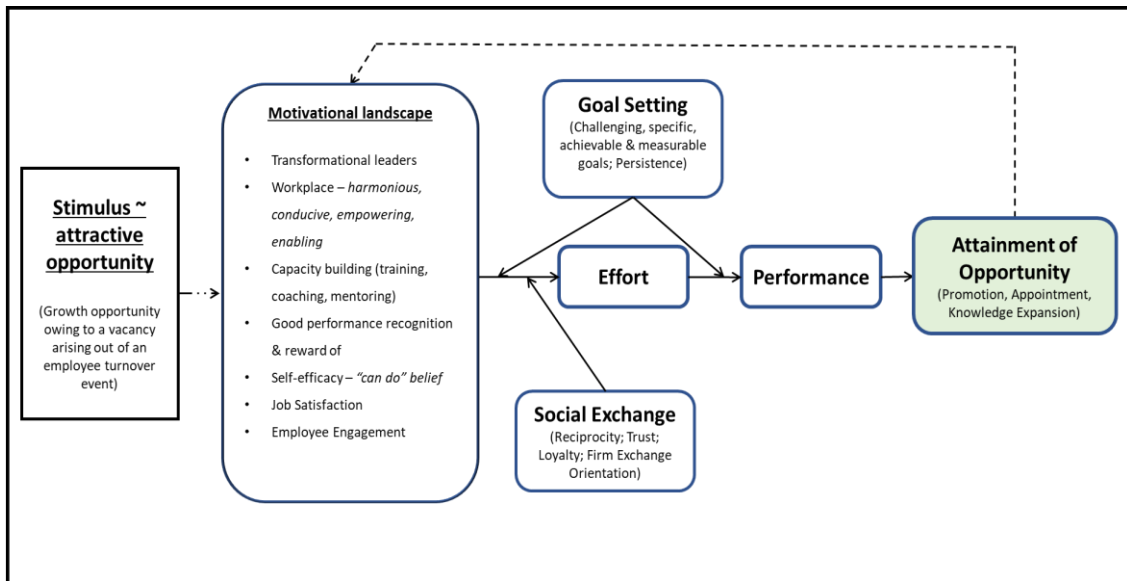 Stimulus ~
attractive
opportunity
(Growth opportunity
owing to a vacancy
arising out of an
employee turnover
event)
Motivational landscape
• Transformational leaders
• Workplace – harmonious,
conducive, empowering,
enabling
• Capacity building (training,
coaching, mentoring)
• Good performance recognition
& reward of
• Self-efficacy – “can do” belief
• Job Satisfaction
• Employee Engagement
Goal Setting
(Challenging, specific,
achievable & measurable
goals; Persistence)
Effort
Social Exchange
(Reciprocity; Trust;
Loyalty; Firm Exchange
Orientation)
Performance
Attainment of
Opportunity
(Promotion, Appointment,
Knowledge Expansion)